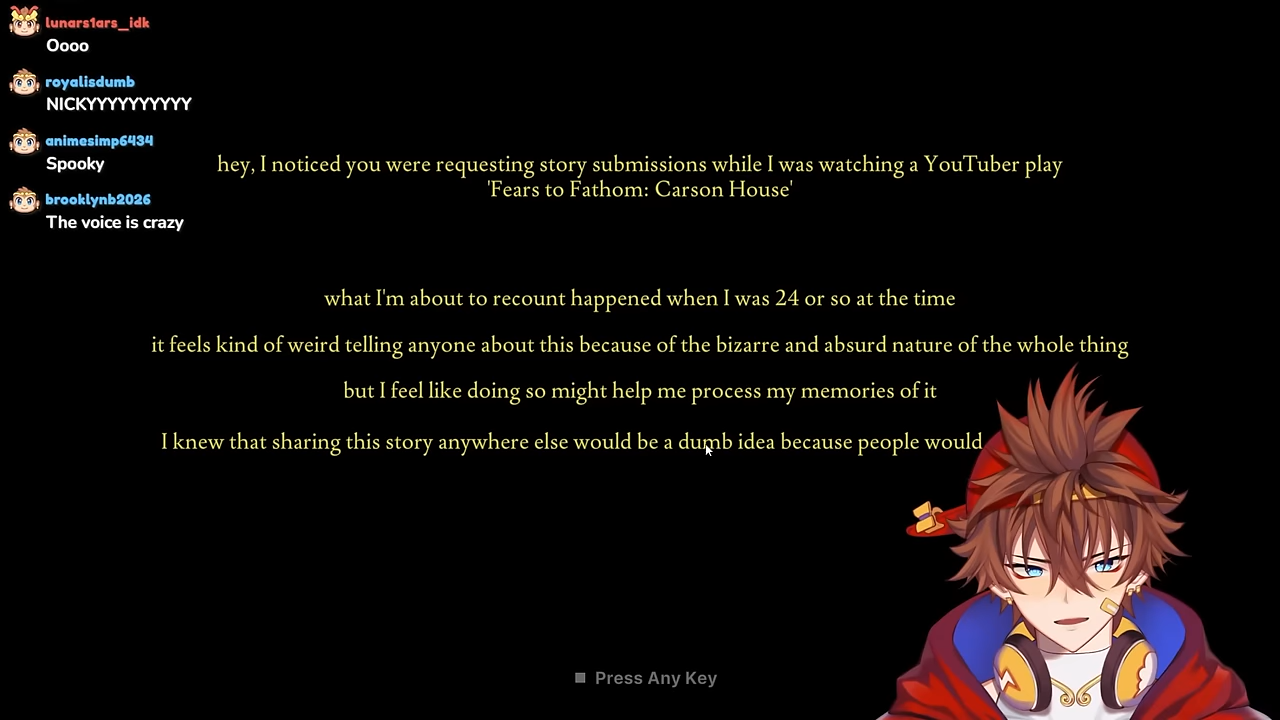 lunars1ars_idk
Oooo
royalisdumb
NICKYYYYYYYYYY
animesimp6434
Spooky
brooklynb2026
The voice is crazy
hey, I noticed you were requesting story submissions while I was watching a YouTuber play
'Fears to Fathom: Carson House'
what I'm about to recount happened when I was 24 or so at the time
it feels kind of weird telling anyone about this because of the bizarre and absurd nature of the whole thing
but I feel like doing so might help me process my memories of it
I knew that sharing this story anywhere else would be a dumb idea because people would
Press Any Key